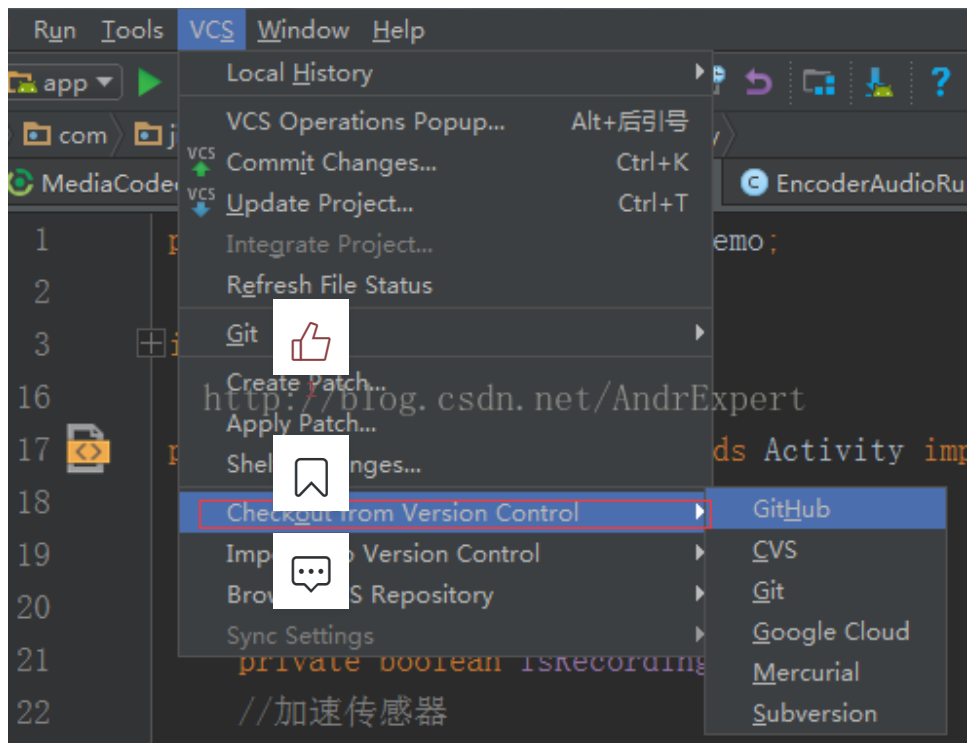 Run Tools VCS Window Help
app
Local History
VCS Operations Popup... Alt+后引号
com
VCS Commit Changes... Ctrl+K
MediaCodec EncoderAudioRu
VCS Update Project... Ctrl+T
1 emo;
Integrate Project...
2 Refresh File Status
3 Git
Create Patch...
16 http://blog.csdn.net/AndrExpert
Apply Patch...
17 ds Activity imp
18 Checkout from Version Control GitHub
19 Version Control CVS
20 Repository Git
21 Sync Settings Google Cloud
private boolean isRecording
Mercurial
22 //加速传感器 Subversion